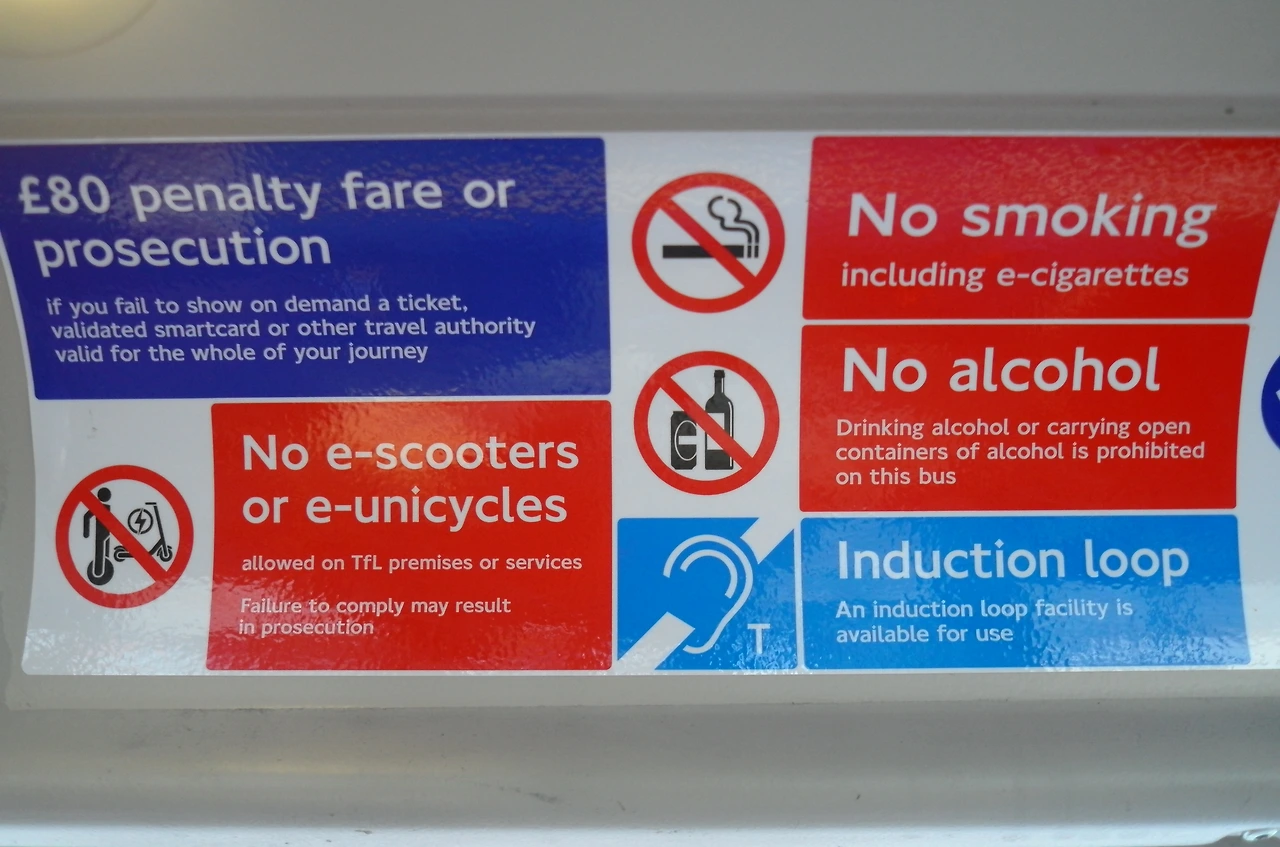 £80 penalty fare or
prosecution
if you fail to show on demand a ticket,
validated smartcard or other travel authority
valid for the whole of your journey
No e-scooters
or e-unicycles
allowed on TfL premises or services
Failure to comply may result
in prosecution
No smoking
including e-cigarettes
No alcohol
Drinking alcohol or carrying open
containers of alcohol is prohibited
on this bus
T
Induction loop
An induction loop facility is
available for use